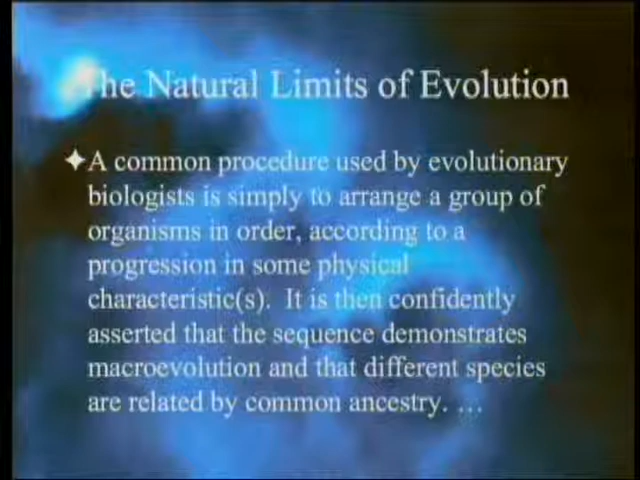 The Natural Limits of Evolution
A common procedure used by evolutionary
biologists is simply to arrange a group of
organisms in order, according to a
progression in some physical
characteristic(s).  It is then confidently
asserted that the sequence demonstrates
macroevolution and that different species
are related by common ancestry. …